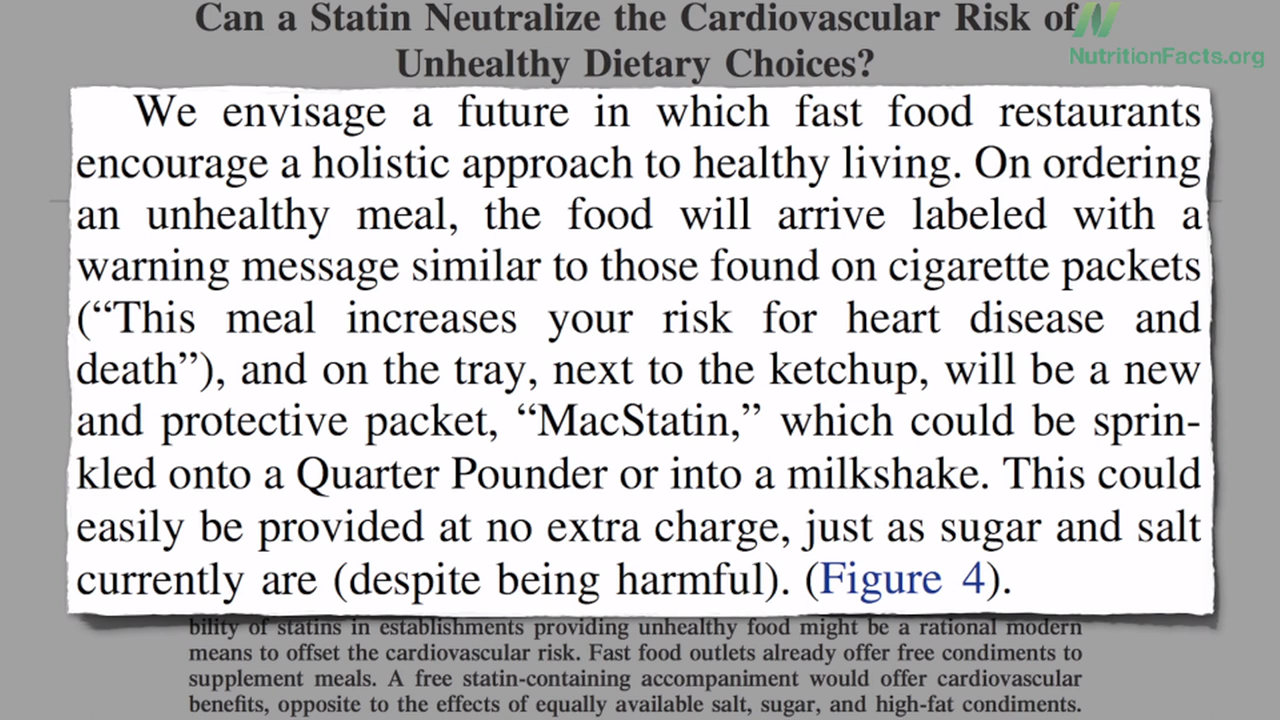 Can a Statin Neutralize the Cardiovascular Risk of
Unhealthy Dietary Choices?
NutritionFacts.org
We envisage a future in which fast food restaurants
encourage a holistic approach to healthy living. On ordering
an unhealthy meal, the food will arrive labeled with a
warning message similar to those found on cigarette packets
(“This meal increases your risk for heart disease and
death”), and on the tray, next to the ketchup, will be a new
and protective packet, “MacStatin,” which could be sprin-
kled onto a Quarter Pounder or into a milkshake. This could
easily be provided at no extra charge, just as sugar and salt
currently are (despite being harmful). (Figure 4).
bility of statins in establishments providing unhealthy food might be a rational modern
means to offset the cardiovascular risk. Fast food outlets already offer free condiments to
supplement meals. A free statin-containing accompaniment would offer cardiovascular
benefits, opposite to the effects of equally available salt, sugar, and high-fat condiments.